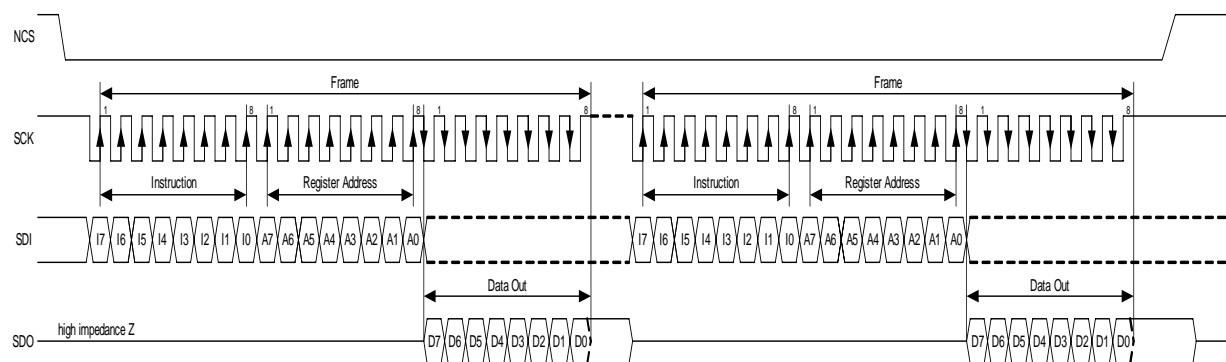 NCS
Frame Frame
1 8 1 8 1 8 1 8 1 8 1 8
SCK
Instruction Register Address Instruction Register Address
SDI I7 I6 I5 I4 I3 I2 I1 I0 A7 A6 A5 A4 A3 A2 A1 A0 I7 I6 I5 I4 I3 I2 I1 I0 A7 A6 A5 A4 A3 A2 A1 A0
Data Out Data Out
high impedance Z
SDO D7 D6 D5 D4 D3 D2 D1 D0 D7 D6 D5 D4 D3 D2 D1 D0